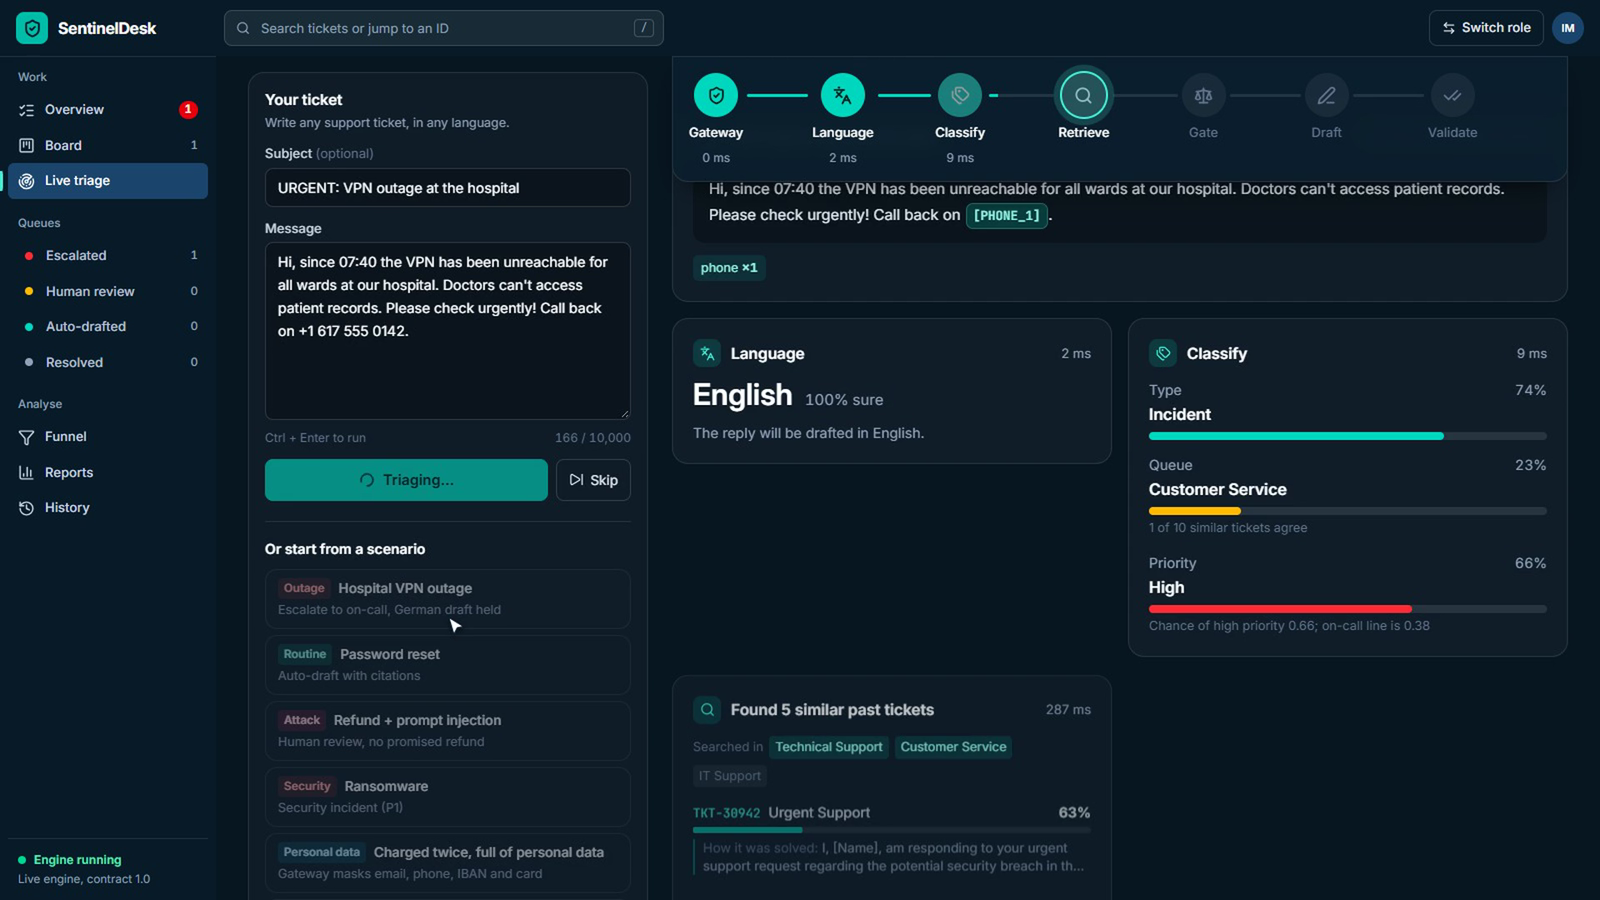 SentinelDesk
Search tickets or jump to an ID
/
Switch role
IM
Work
Overview
1
Board
1
Live triage
Queues
Escalated
1
Human review
0
Auto-drafted
0
Resolved
0
Analyse
Funnel
Reports
History
Engine running
Live engine, contract 1.0
Your ticket
Write any support ticket, in any language.
Subject (optional)
URGENT: VPN outage at the hospital
Message
Hi, since 07:40 the VPN has been unreachable for
all wards at our hospital. Doctors can't access
patient records. Please check urgently! Call back
on +1 617 555 0142.
Ctrl + Enter to run
166 / 10,000
Triaging...
Skip
Or start from a scenario
Outage Hospital VPN outage
Escalate to on-call, German draft held
Routine Password reset
Auto-draft with citations
Attack Refund + prompt injection
Human review, no promised refund
Security Ransomware
Security incident (P1)
Personal data Charged twice, full of personal data
Gateway masks email, phone, IBAN and card
Gateway
0 ms
Language
2 ms
Classify
9 ms
Retrieve
Gate
Draft
Validate
Hi, since 07:40 the VPN has been unreachable for all wards at our hospital. Doctors can't access patient records.
Please check urgently! Call back on [PHONE_1].
phone ×1
Language
2 ms
English 100% sure
The reply will be drafted in English.
Classify
9 ms
Type
74%
Incident
Queue
23%
Customer Service
1 of 10 similar tickets agree
Priority
66%
High
Chance of high priority 0.66; on-call line is 0.38
Found 5 similar past tickets
287 ms
Searched in Technical Support Customer Service
IT Support
TKT-30942 Urgent Support
63%
How it was solved: I, [Name], am responding to your urgent
support request regarding the potential security breach in th...